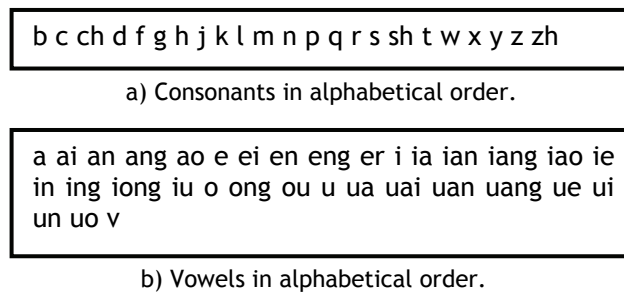 b c ch d f g h j k l m n p q r s sh t w x y z zh
a) Consonants in alphabetical order.
a ai an ang ao e ei en eng er i ia ian iang iao ie
in ing iong iu o ong ou u ua uai uan uang ue ui
un uo v
b) Vowels in alphabetical order.